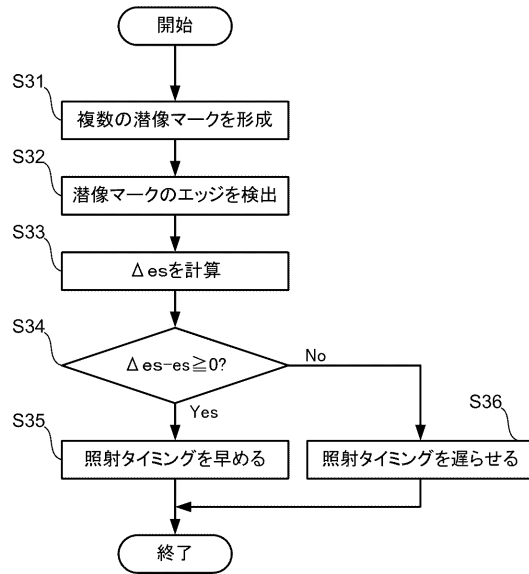 開始
S31
複数の潜像マークを形成
S32
潜像マークのエッジを検出
S33
Δesを計算
S34
Δes-es≧0?
No
Yes
S35
照射タイミングを早める
S36
照射タイミングを遅らせる
終了